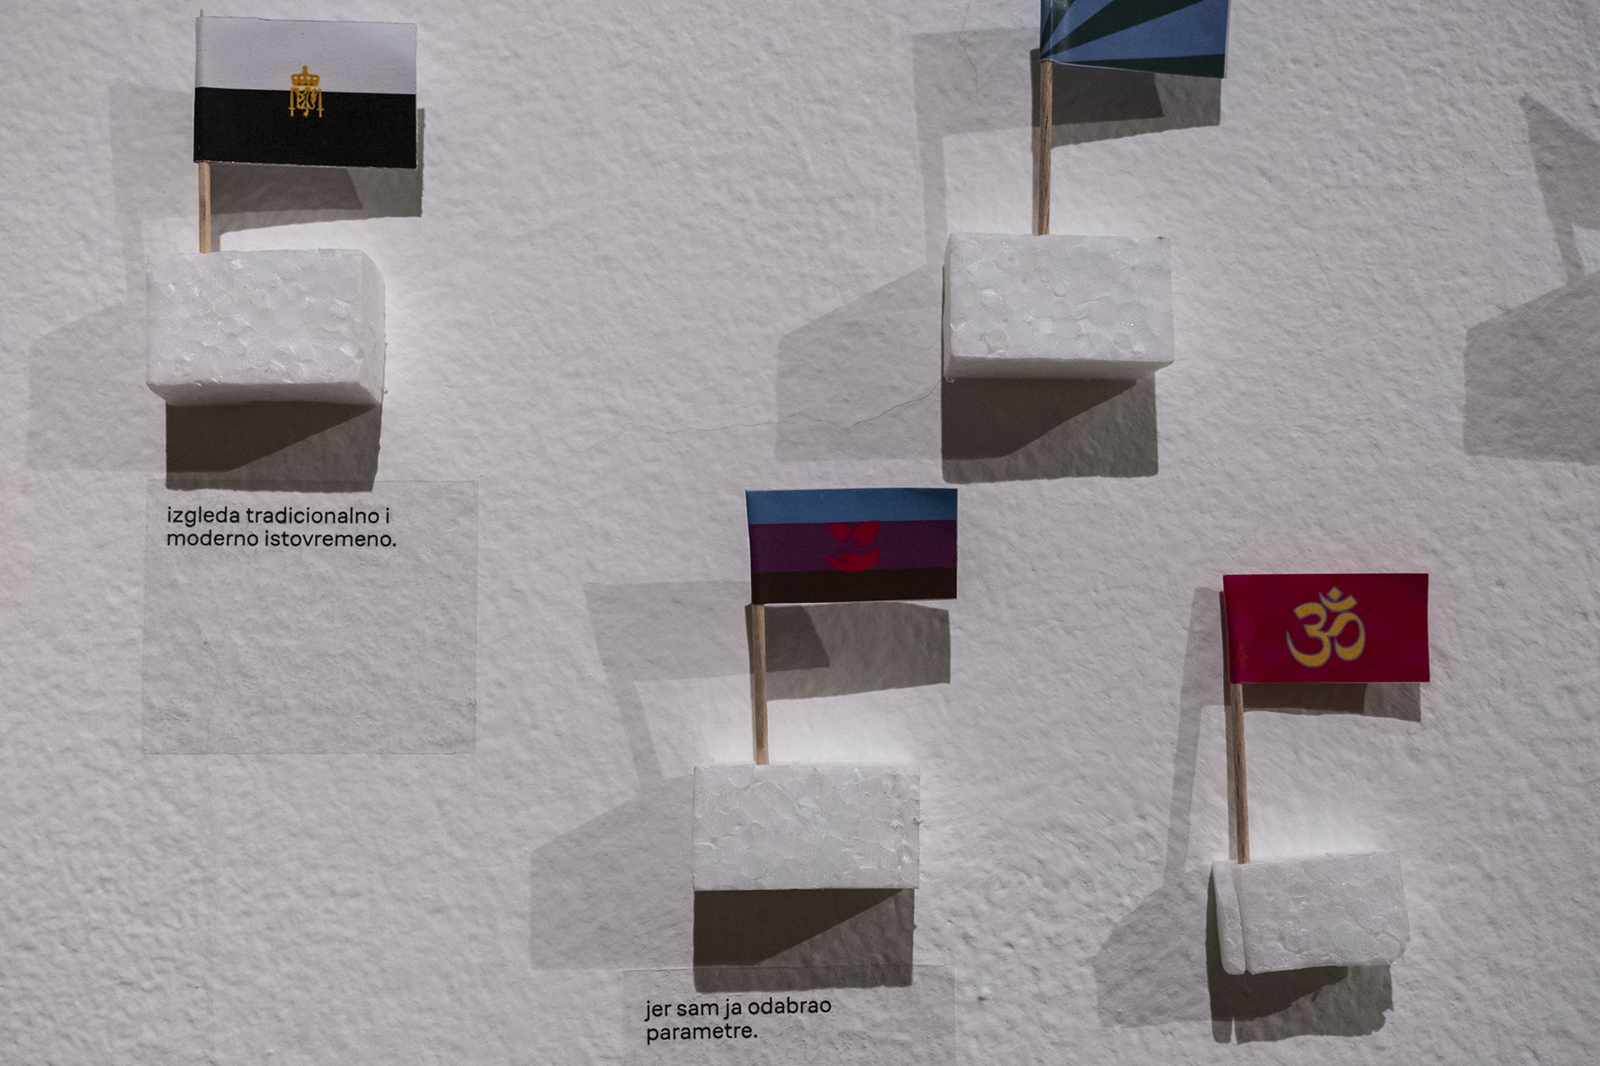 izgleda tradicionalno i
moderno istovremeno.
jer sam ja odabrao
parametre.
ॐ